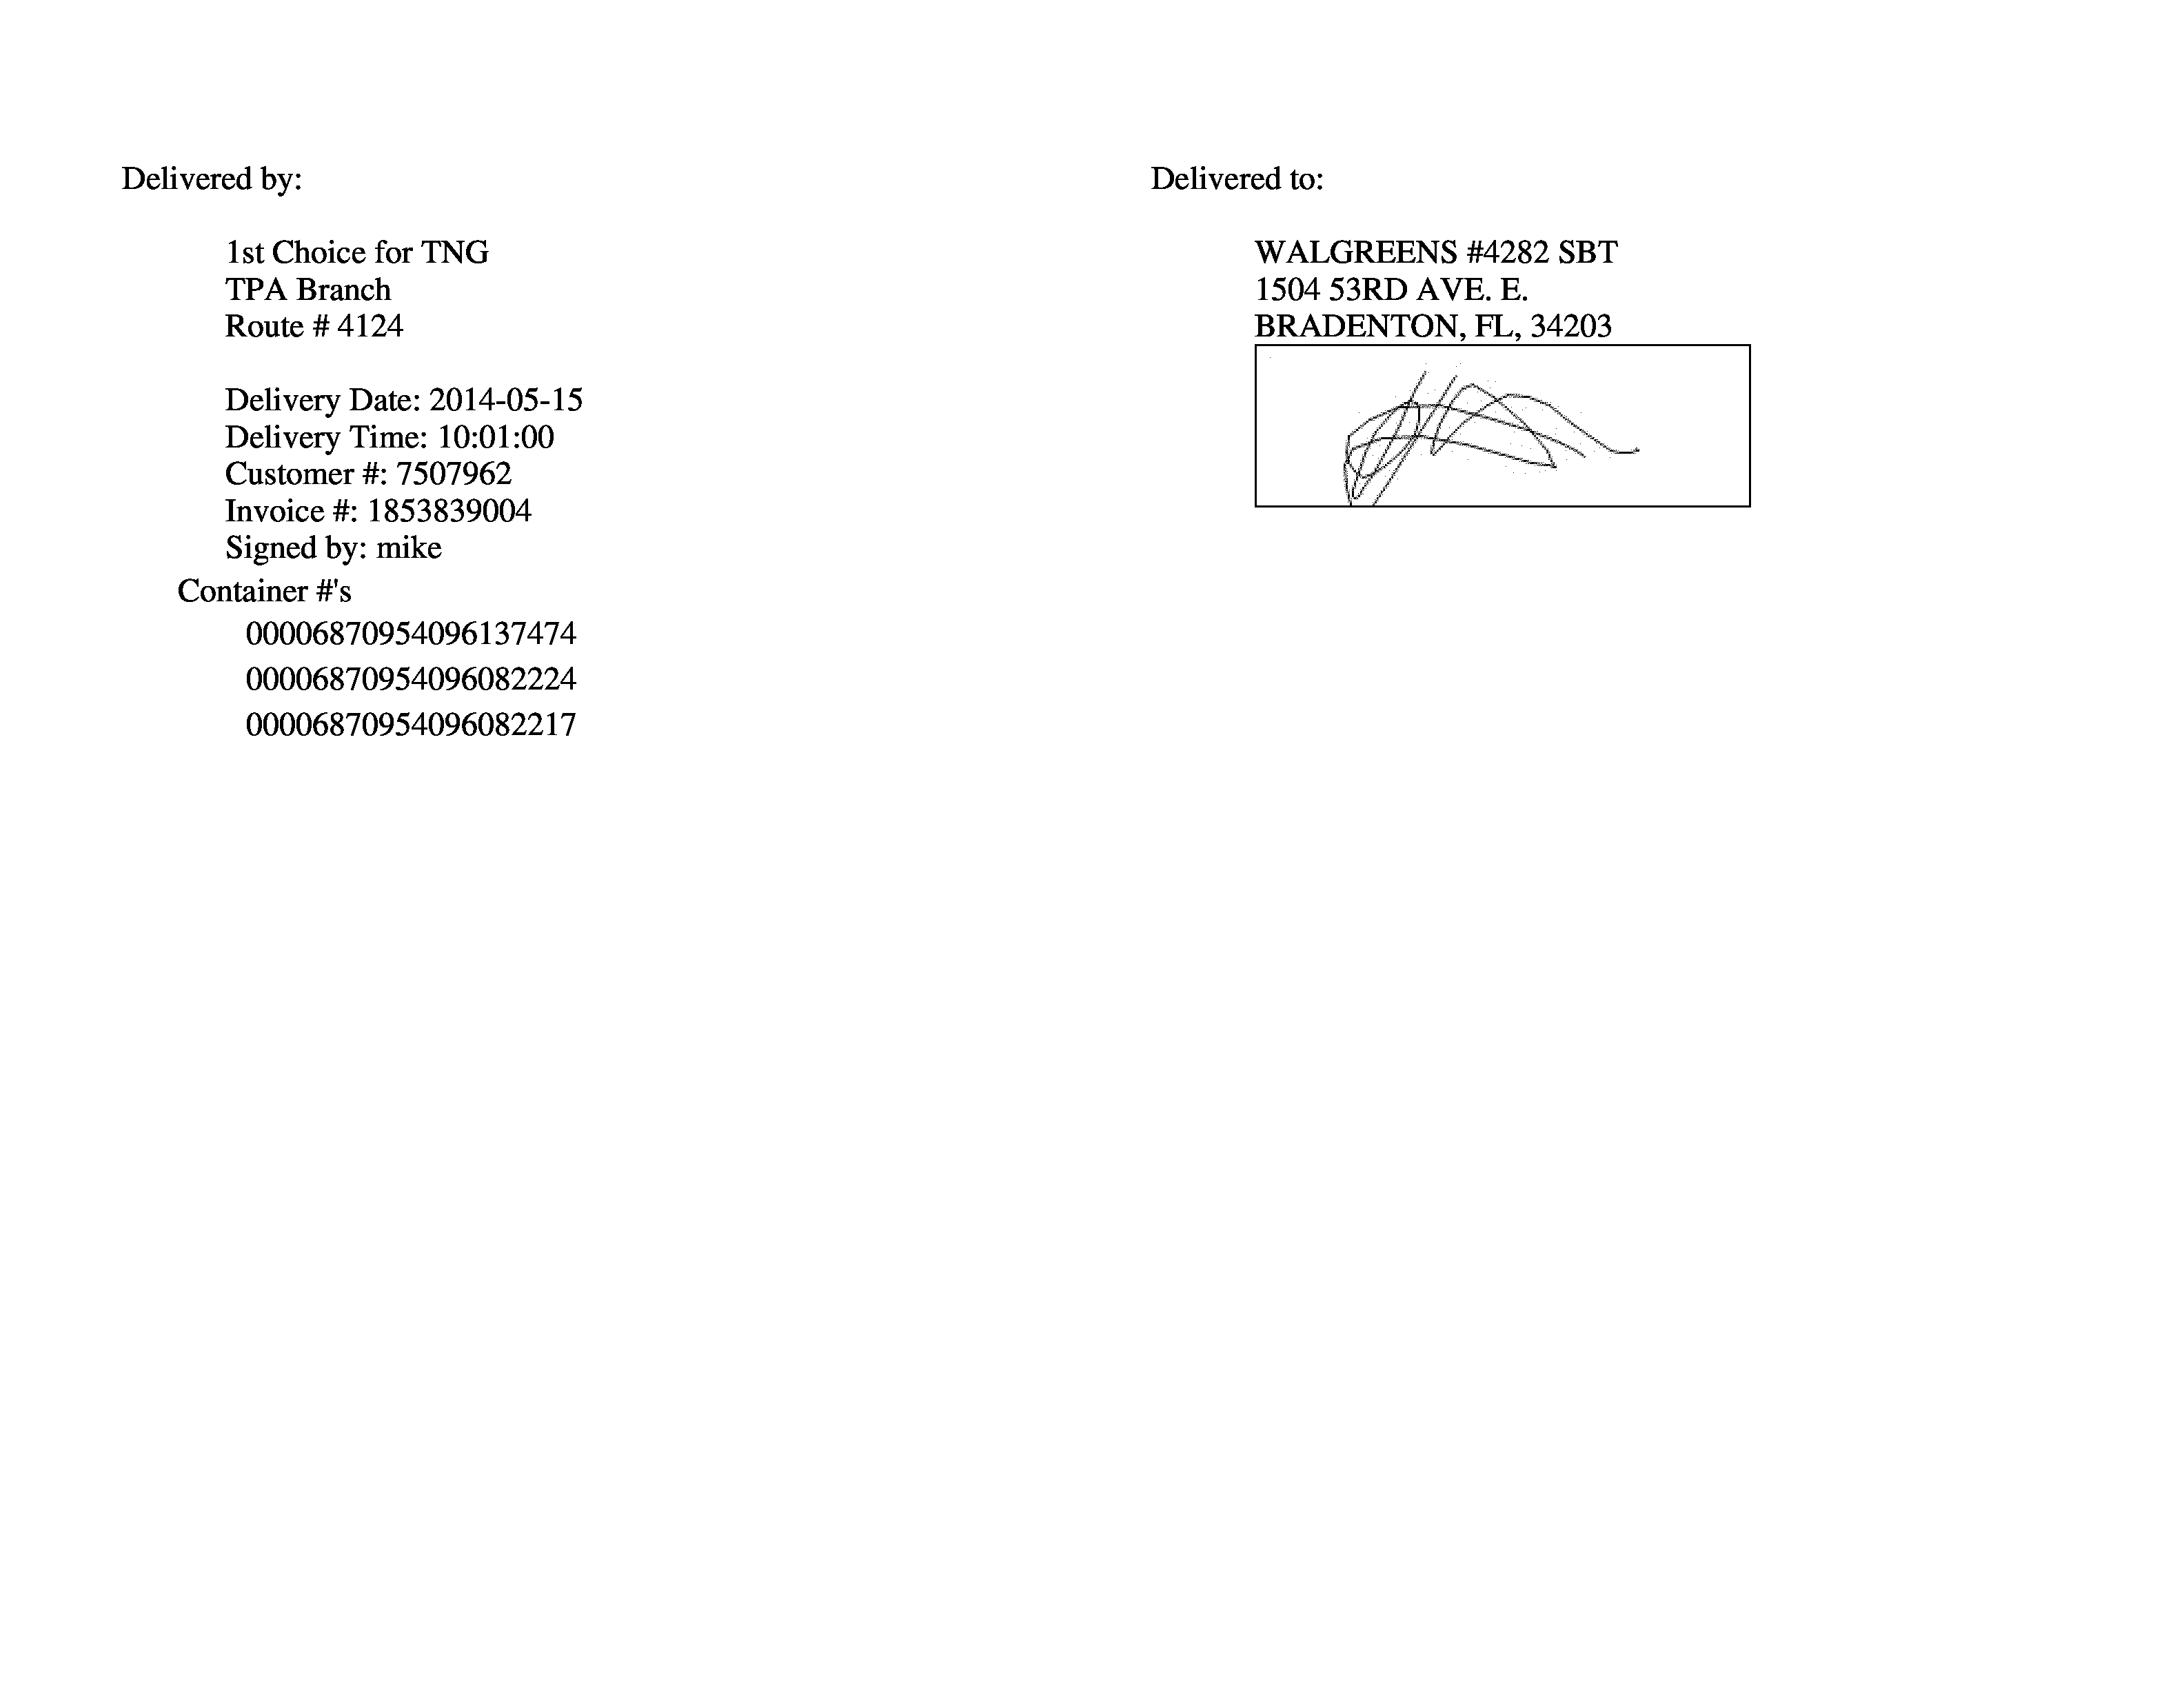 Delivered by:
1st Choice for TNG
TPA Branch
Route # 4124
Delivery Date: 2014-05-15
Delivery Time: 10:01:00
Customer #: 7507962
Invoice #: 1853839004
Signed by: mike
Container #'s
00006870954096137474
00006870954096082224
00006870954096082217
Delivered to:
WALGREENS #4282 SBT
1504 53RD AVE. E.
BRADENTON, FL, 34203